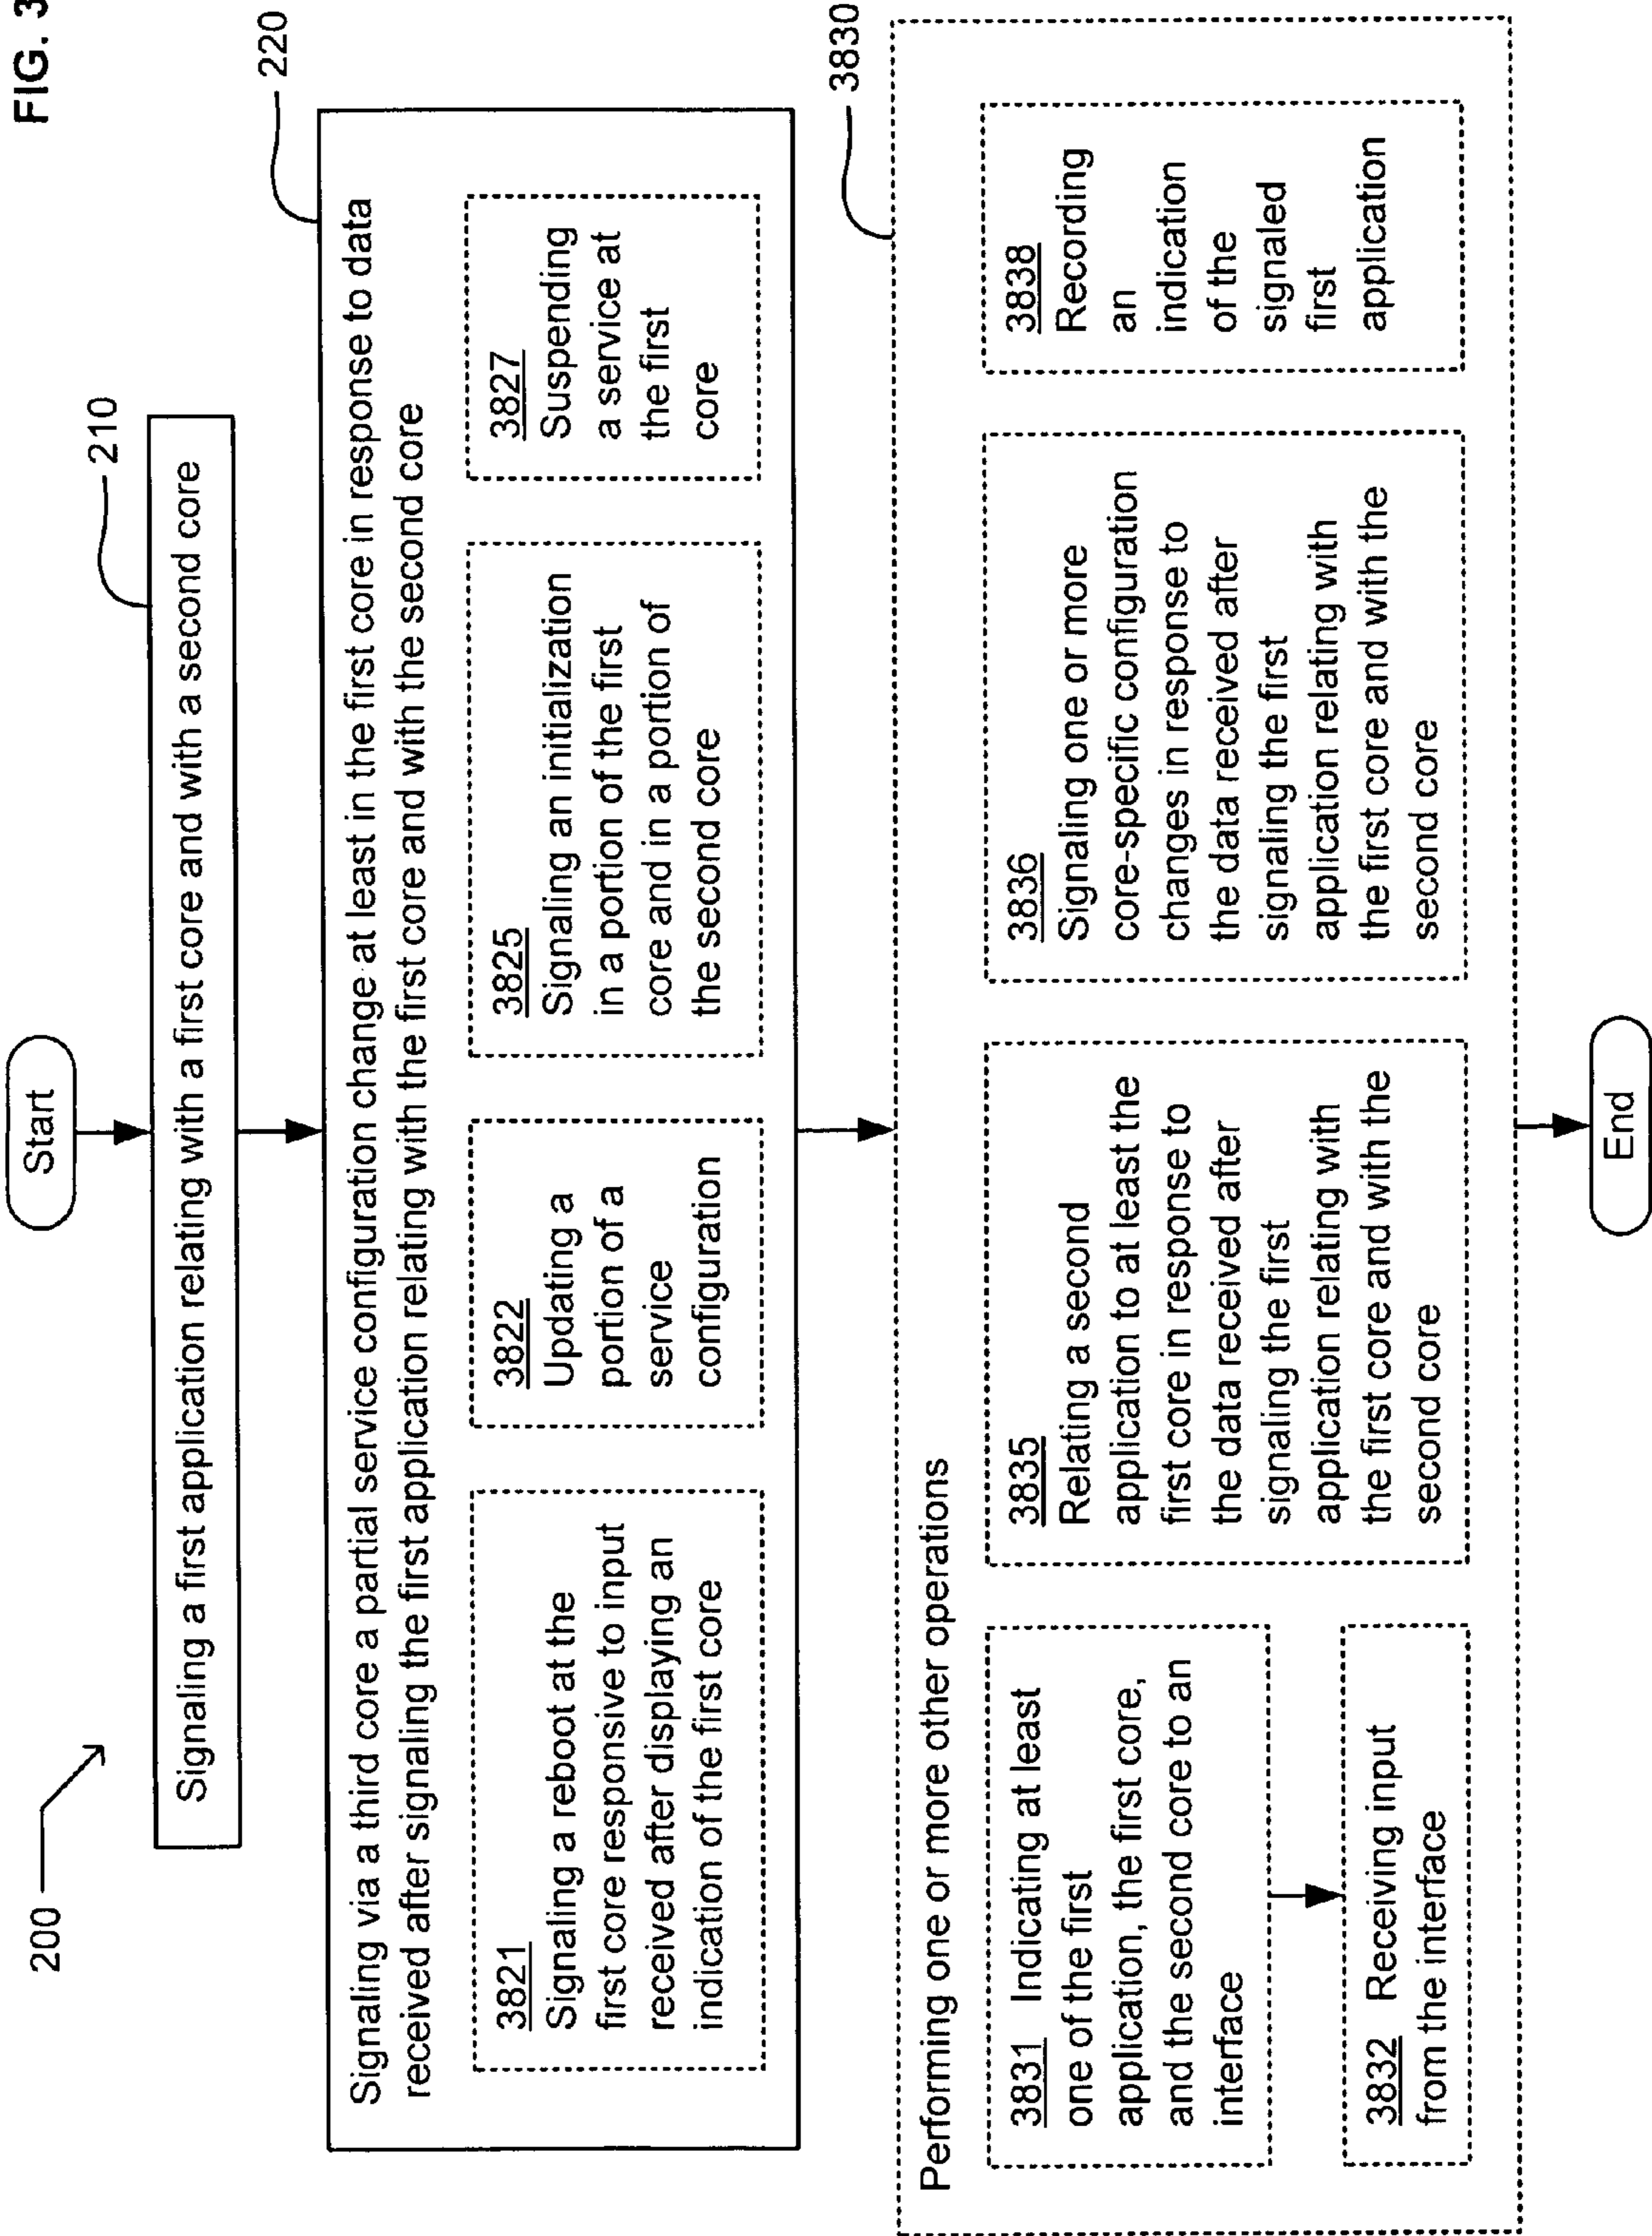 FIG. 3
200
Start
210
Signaling a first application relating with a first core and with a second core
220
Signaling via a third core a partial service configuration change at least in the first core in response to data
received after signaling the first application relating with the first core and with the second core
3821
Signaling a reboot at the
first core responsive to input
received after displaying an
indication of the first core
3822
Updating a
portion of a
service
configuration
3825
Signaling an initialization
in a portion of the first
core and in a portion of
the second core
3827
Suspending
a service at
the first
core
3830
Performing one or more other operations
3831 Indicating at least
one of the first
application, the first core,
and the second core to an
interface
3832 Receiving input
from the interface
3835
Relating a second
application to at least the
first core in response to
the data received after
signaling the first
application relating with
the first core and with the
second core
3836
Signaling one or more
core-specific configuration
changes in response to
the data received after
signaling the first
application relating with
the first core and with the
second core
3838
Recording
an
indication
of the
signaled
first
application
End